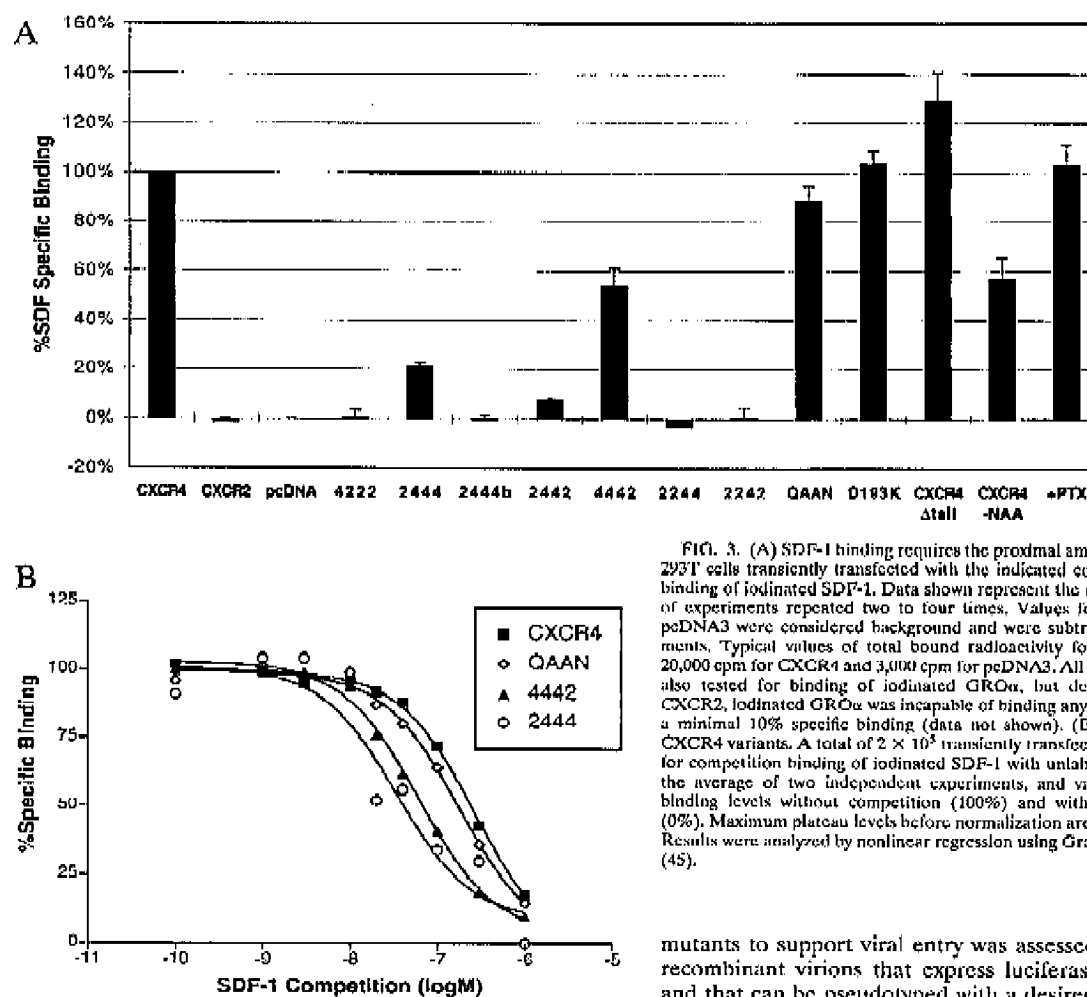 A
160%
140%
120%
100%
80%
60%
40%
20%
0%
-20%
%SDF Specific Binding
CXCR4 CXCR2 pcDNA 4222 2444 2444b 2442 4442 2244 2242 QAAN D193K CXCR4 Δtail CXCR4 -NAA +PTX
B
125
100
75
50
25
0
%Specific Binding
CXCR4
QAAN
4442
2444
-11 -10 -9 -8 -7 -6 -5
SDF-1 Competition (logM)
FIG. 3. (A) SDF-1 binding requires the proximal am
293T cells transiently transfected with the indicated co
binding of iodinated SDF-1. Data shown represent the
of experiments repeated two to four times. Values fo
pcDNA3 were considered background and were subtr
ments. Typical values of total bound radioactivity fo
20,000 cpm for CXCR4 and 3,000 cpm for pcDNA3. All
also tested for binding of iodinated GROα, but de
CXCR2, iodinated GROα was incapable of binding any
a minimal 10% specific binding (data not shown). (B
CXCR4 variants. A total of 2 × 10⁵ transiently transfec
for competition binding of iodinated SDF-1 with unlab
the average of two independent experiments, and va
binding levels without competition (100%) and with
(0%). Maximum plateau levels before normalization are
Results were analyzed by nonlinear regression using Gra
(45).
mutants to support viral entry was assessed
recombinant virions that express luciferas
and that can be pseudotyped with a desired